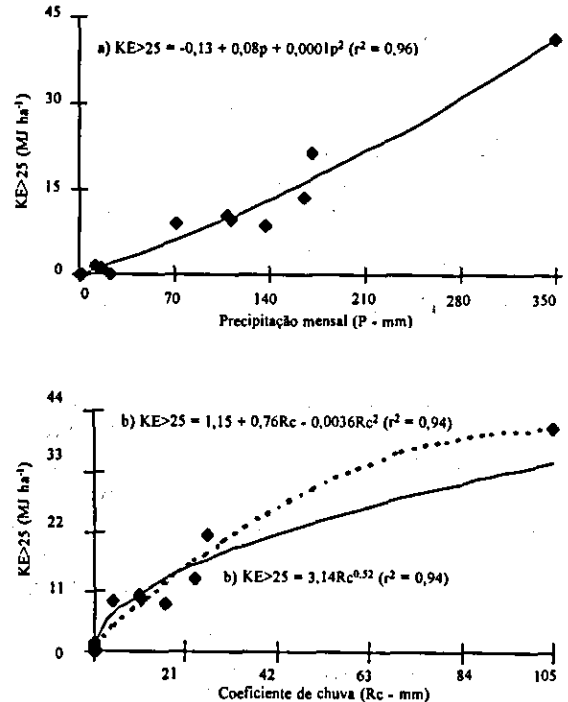 45
a) KE>25 = -0,13 + 0,08p + 0,0001p² (r² = 0,96)
30
KE>25 (MJ ha⁻¹)
15
0
0 70 140 210 280 350
Precipitação mensal (P - mm)
44
b) KE>25 = 1,15 + 0,76Rc - 0,0036Rc² (r² = 0,94)
33
KE>25 (MJ ha⁻¹)
22
b) KE>25 = 3,14Rc⁰·⁵² (r² = 0,94)
11
0
21 42 63 84 105
Coeficiente de chuva (Rc - mm)